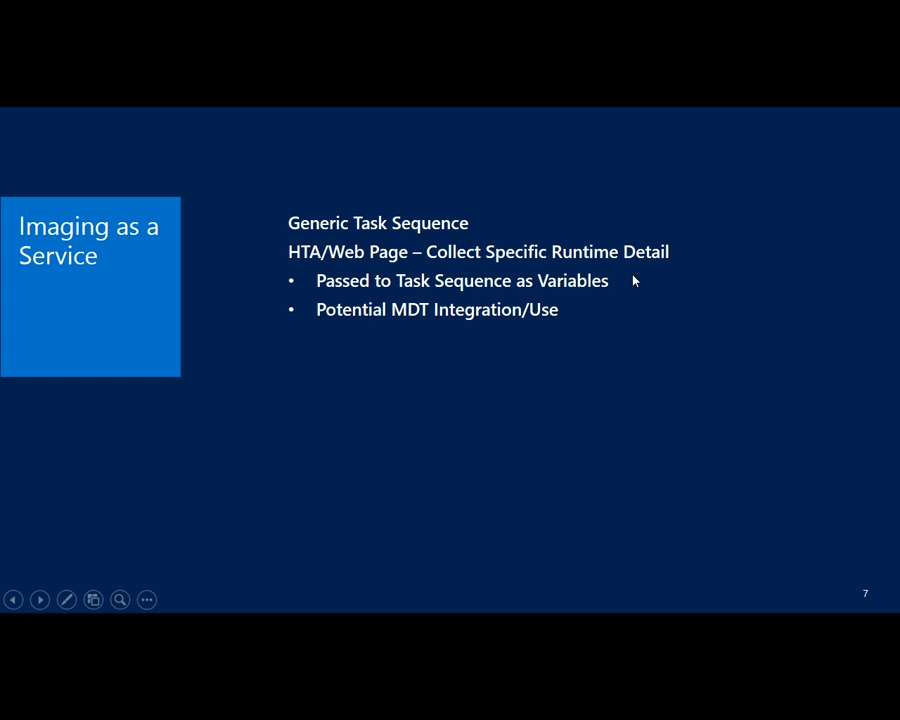 Imaging as a
Service
Generic Task Sequence
HTA/Web Page – Collect Specific Runtime Detail
• Passed to Task Sequence as Variables
• Potential MDT Integration/Use
7